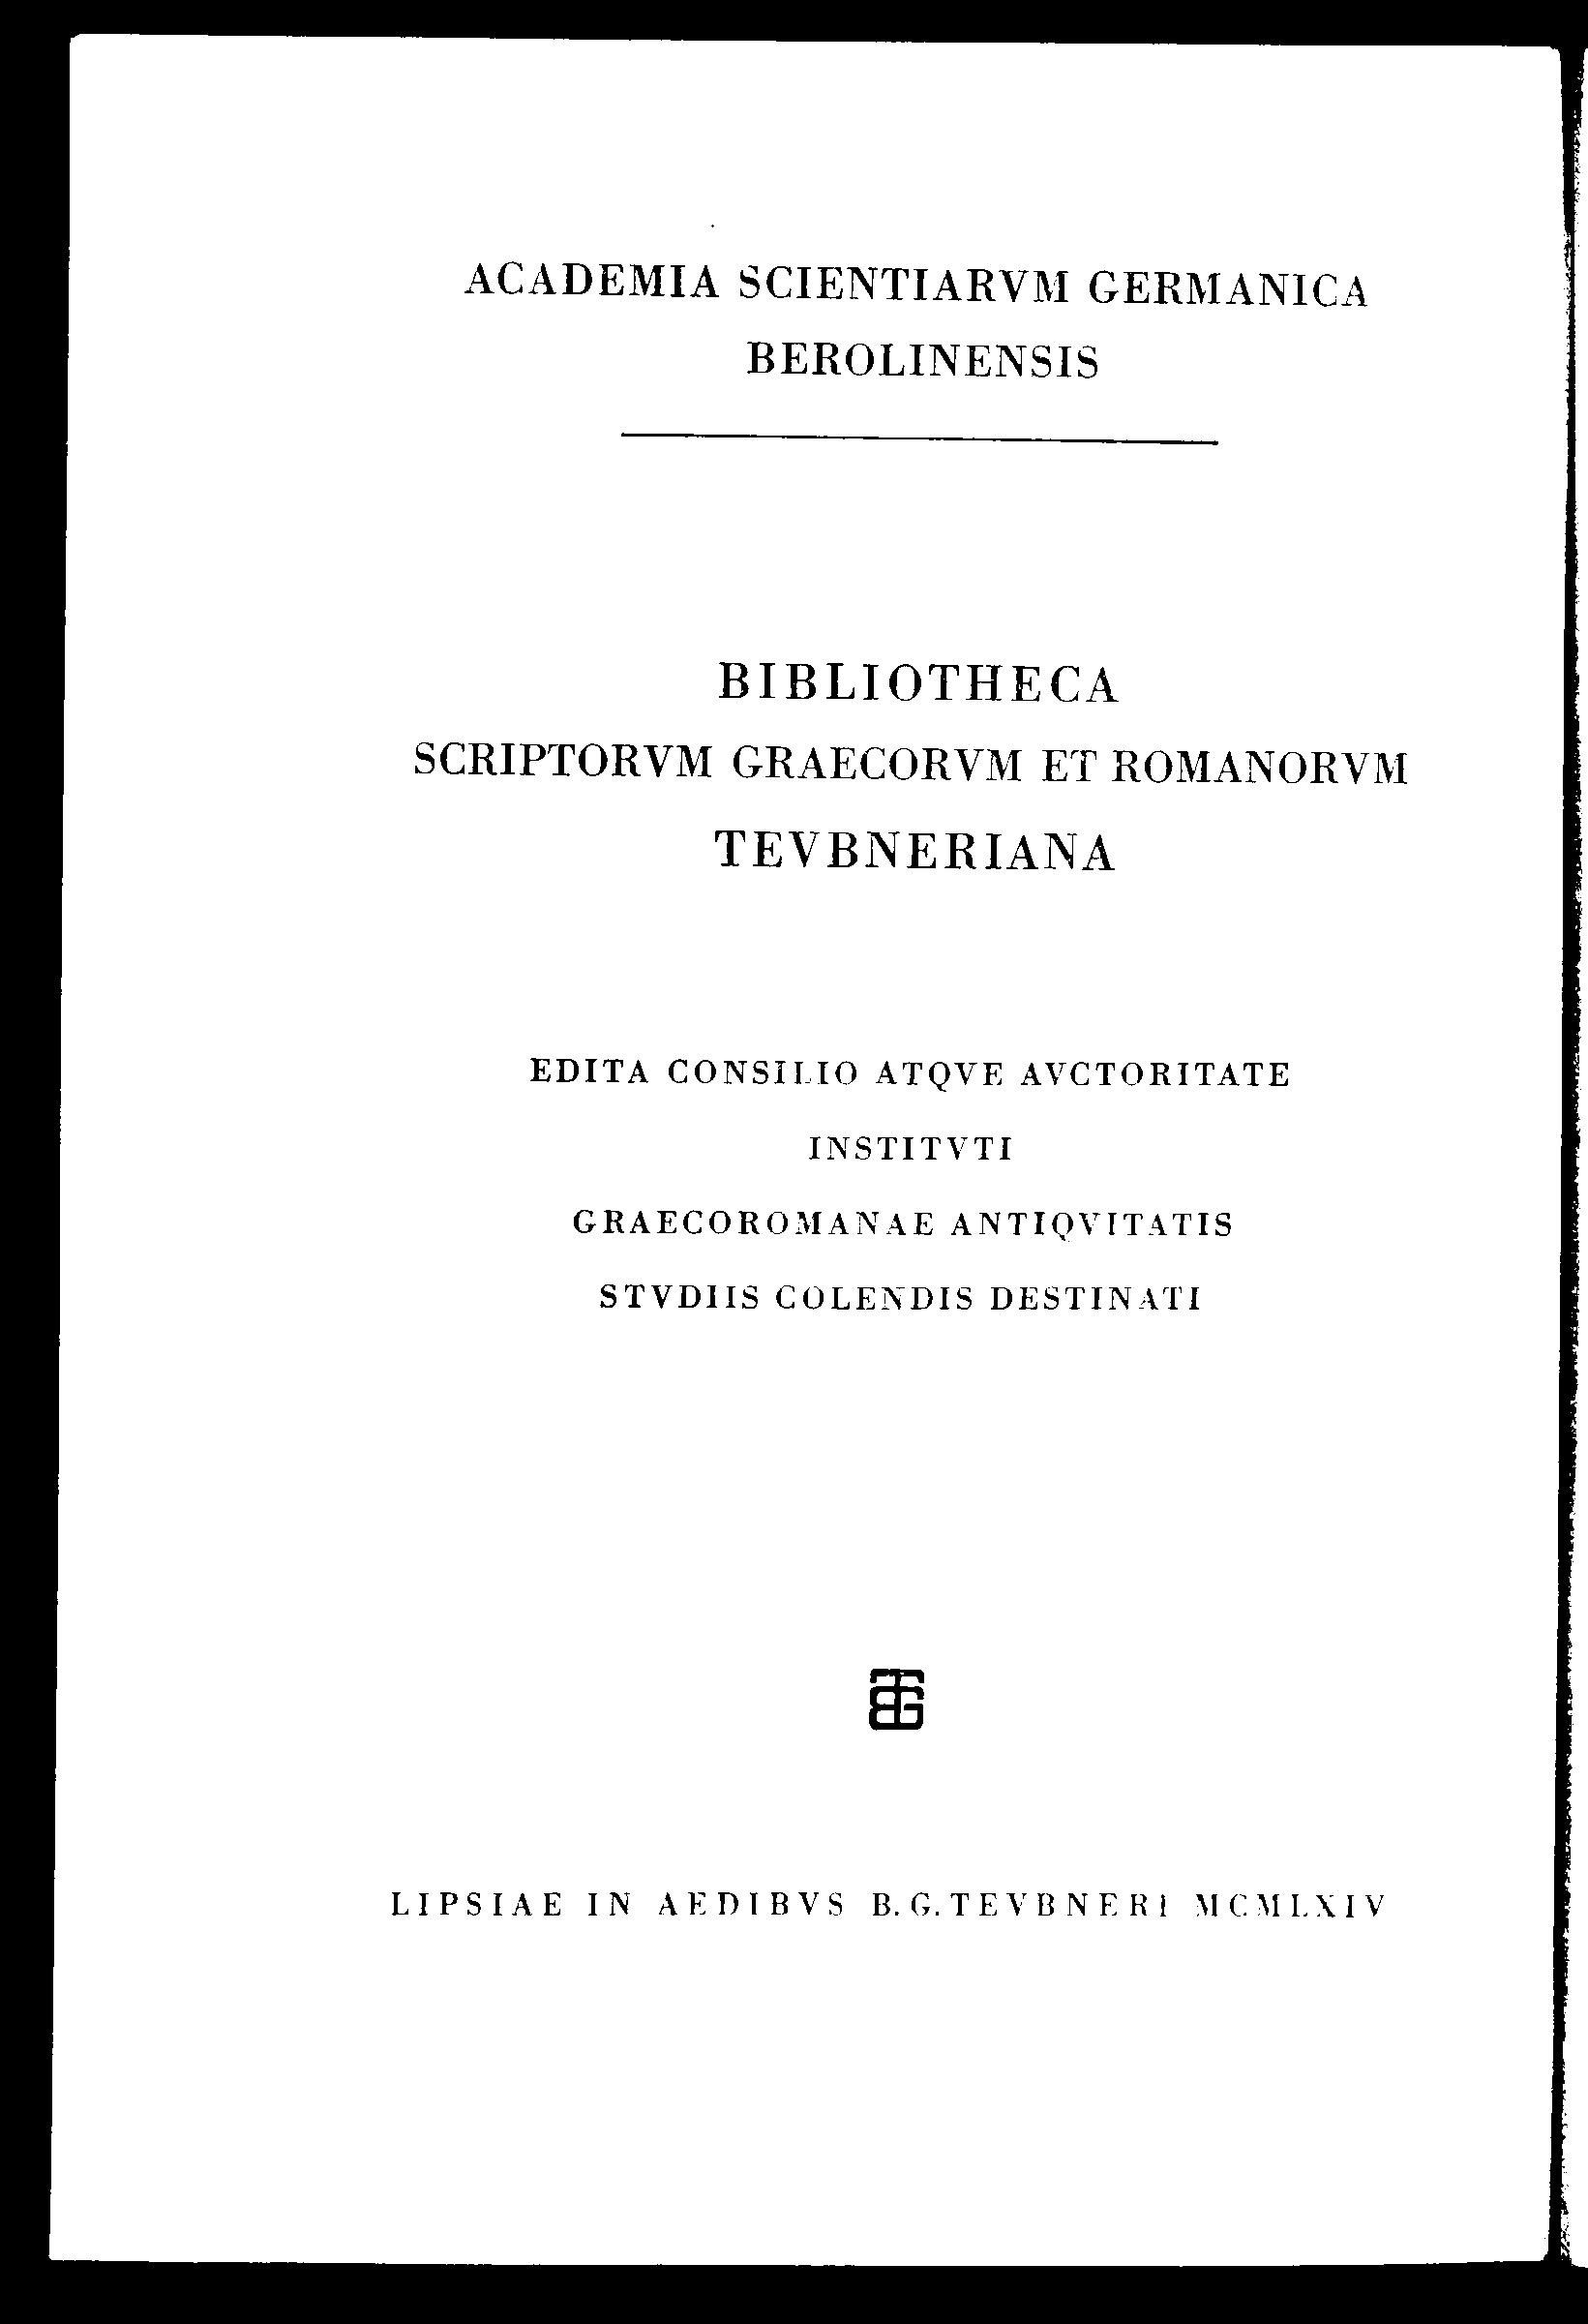 ACADEMIA SCIENTIARVM GERMANICA
BEROLINENSIS
BIBLIOTHECA
SCRIPTORVM GRAECORVM ET ROMANORVM
TEVBNERIANA
EDITA CONSILIO ATQVE AVCTORITATE
INSTITVTI
GRAECOROMANAE ANTIQVITATIS
STVDIIS COLENDIS DESTINATI
BTG
LIPSIAE IN AEDIBVS B.G.TEVBNERI MCMLXIV